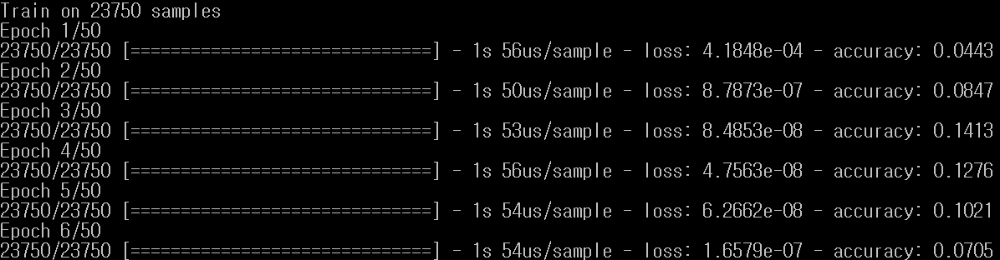 Train on 23750 samples
Epoch 1/50
23750/23750 [==============================] - 1s 56us/sample - loss: 4.1848e-04 - accuracy: 0.0443
Epoch 2/50
23750/23750 [==============================] - 1s 50us/sample - loss: 8.7873e-07 - accuracy: 0.0847
Epoch 3/50
23750/23750 [==============================] - 1s 53us/sample - loss: 8.4853e-08 - accuracy: 0.1413
Epoch 4/50
23750/23750 [==============================] - 1s 56us/sample - loss: 4.7563e-08 - accuracy: 0.1276
Epoch 5/50
23750/23750 [==============================] - 1s 54us/sample - loss: 6.2662e-08 - accuracy: 0.1021
Epoch 6/50
23750/23750 [==============================] - 1s 54us/sample - loss: 1.6579e-07 - accuracy: 0.0705